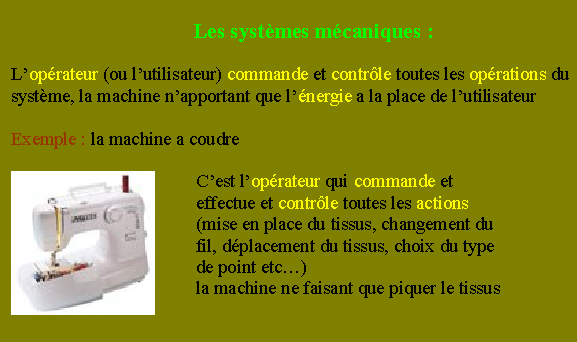 Les systèmes mécaniques :
L'opérateur (ou l'utilisateur) commande et contrôle toutes les opérations du
système, la machine n'apportant que l'énergie a la place de l'utilisateur
Exemple : la machine a coudre
C'est l'opérateur qui commande et
effectue et contrôle toutes les actions
(mise en place du tissus, changement du
fil, déplacement du tissus, choix du type
de point etc…)
la machine ne faisant que piquer le tissus